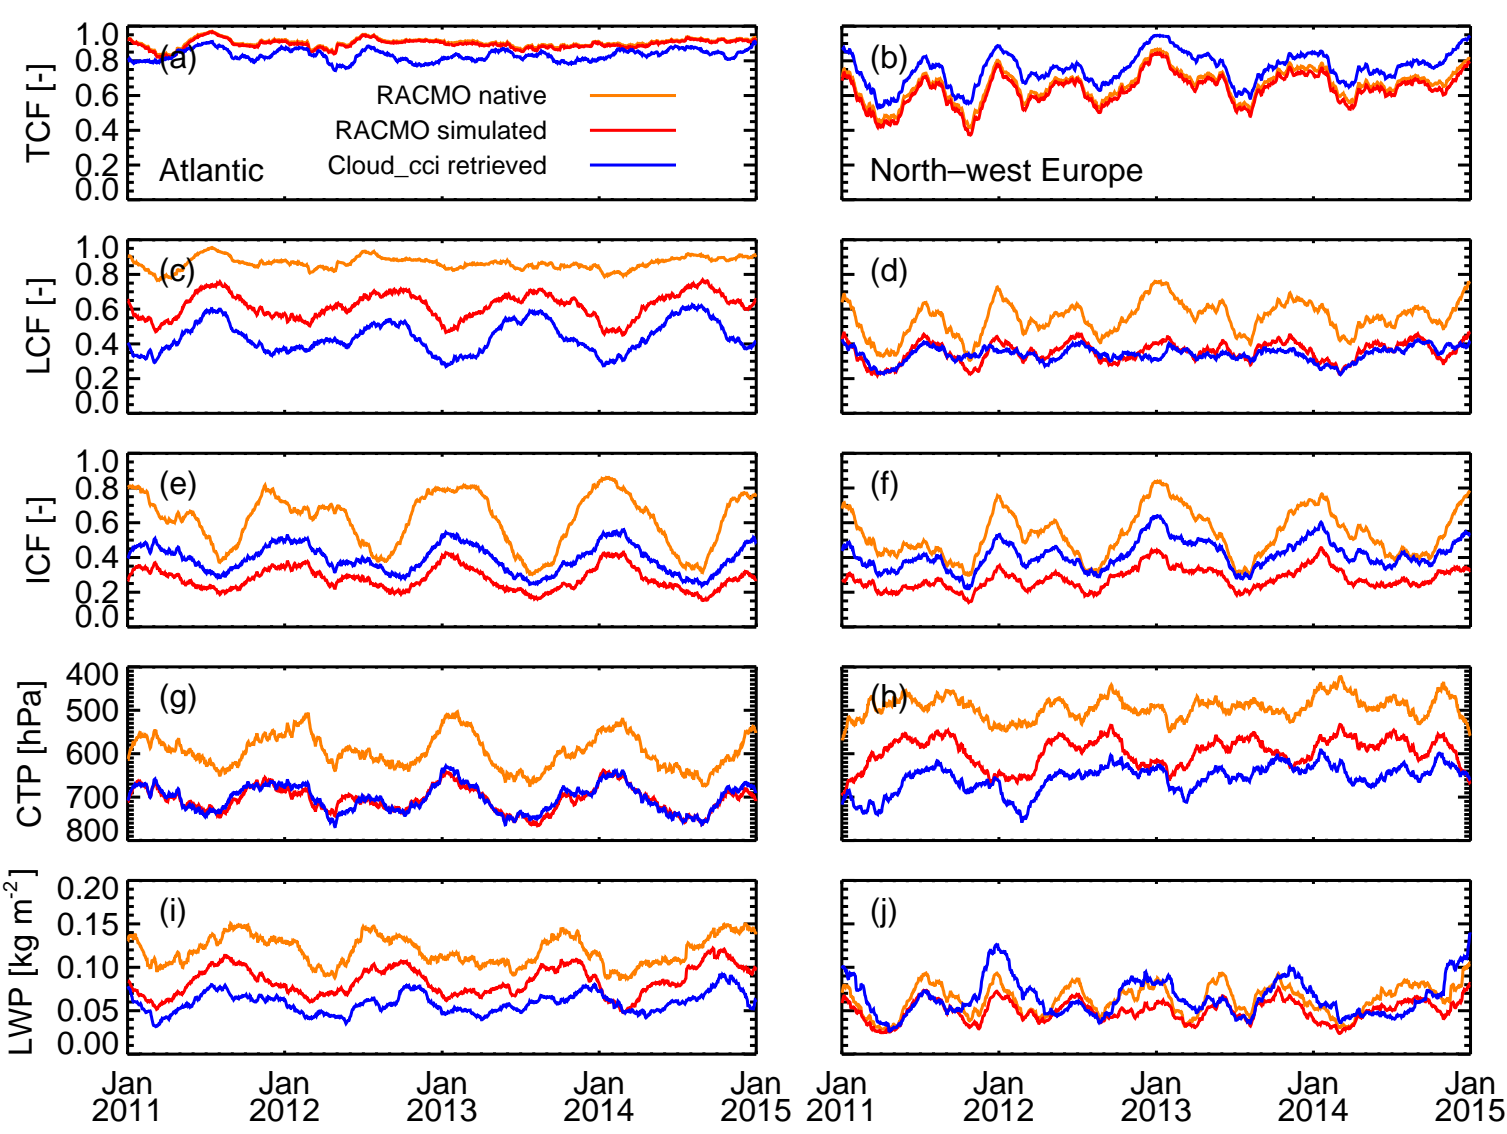 TCF [-]
1.0
0.8
0.6
0.4
0.2
0.0
(a)
RACMO native
RACMO simulated
Cloud_cci retrieved
Atlantic
(b)
North–west Europe
LCF [-]
1.0
0.8
0.6
0.4
0.2
0.0
(c)
(d)
ICF [-]
1.0
0.8
0.6
0.4
0.2
0.0
(e)
(f)
CTP [hPa]
400
500
600
700
800
(g)
(h)
LWP [kg m-2]
0.20
0.15
0.10
0.05
0.00
(i)
(j)
Jan Jan Jan Jan Jan Jan Jan Jan Jan Jan
2011 2012 2013 2014 2015 2011 2012 2013 2014 2015